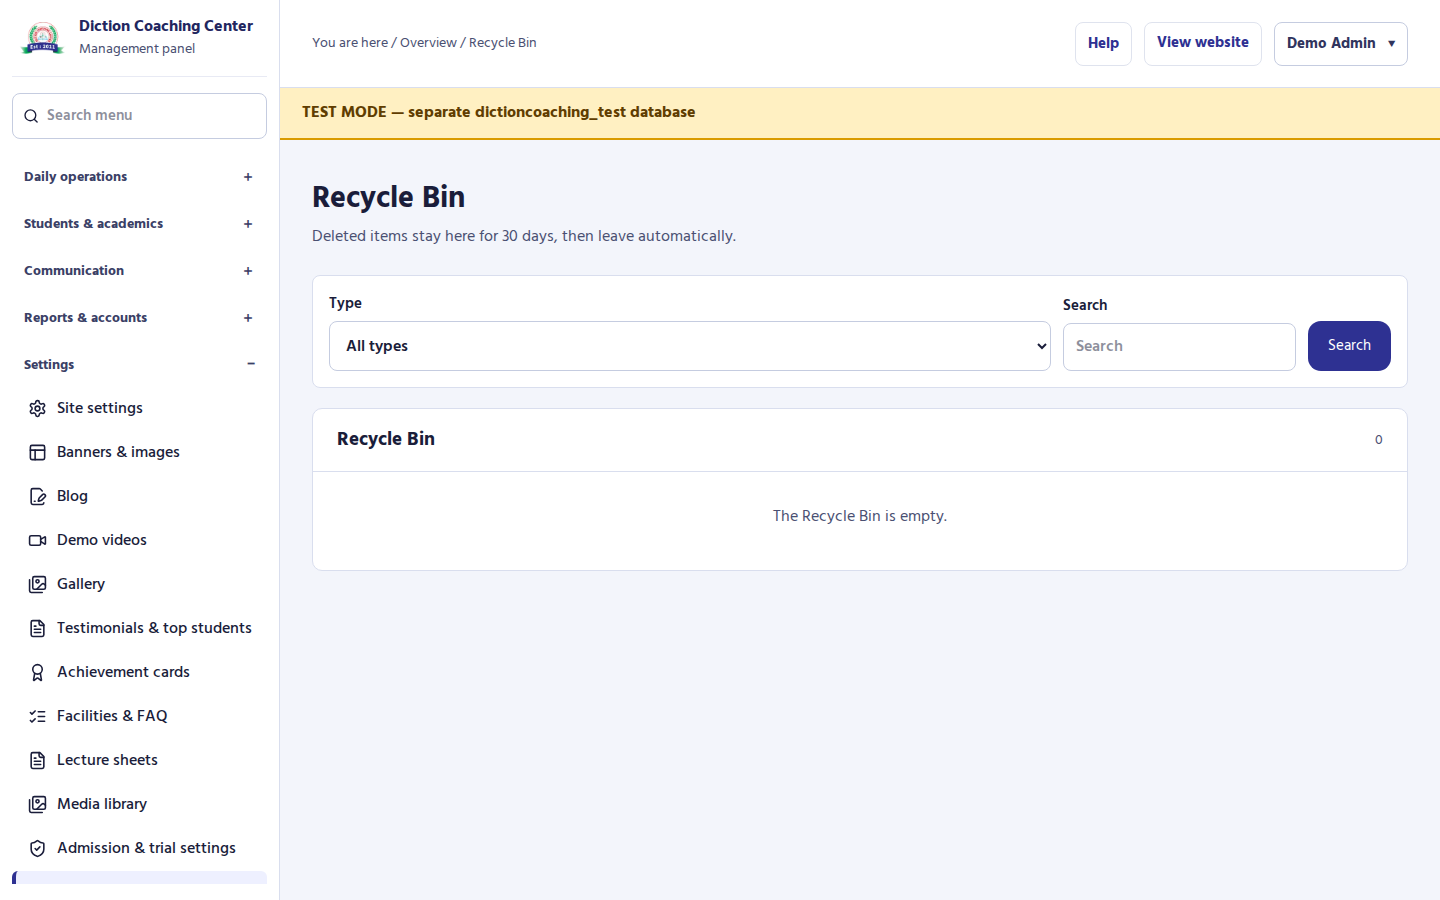 Diction Coaching Center
Management panel
Est : 2011
Search menu
Daily operations +
Students & academics +
Communication +
Reports & accounts +
Settings −
Site settings
Banners & images
Blog
Demo videos
Gallery
Testimonials & top students
Achievement cards
Facilities & FAQ
Lecture sheets
Media library
Admission & trial settings
You are here / Overview / Recycle Bin
Help
View website
Demo Admin ▼
TEST MODE — separate dictioncoaching_test database
Recycle Bin
Deleted items stay here for 30 days, then leave automatically.
Type
All types
Search
Search
Search
Recycle Bin
0
The Recycle Bin is empty.